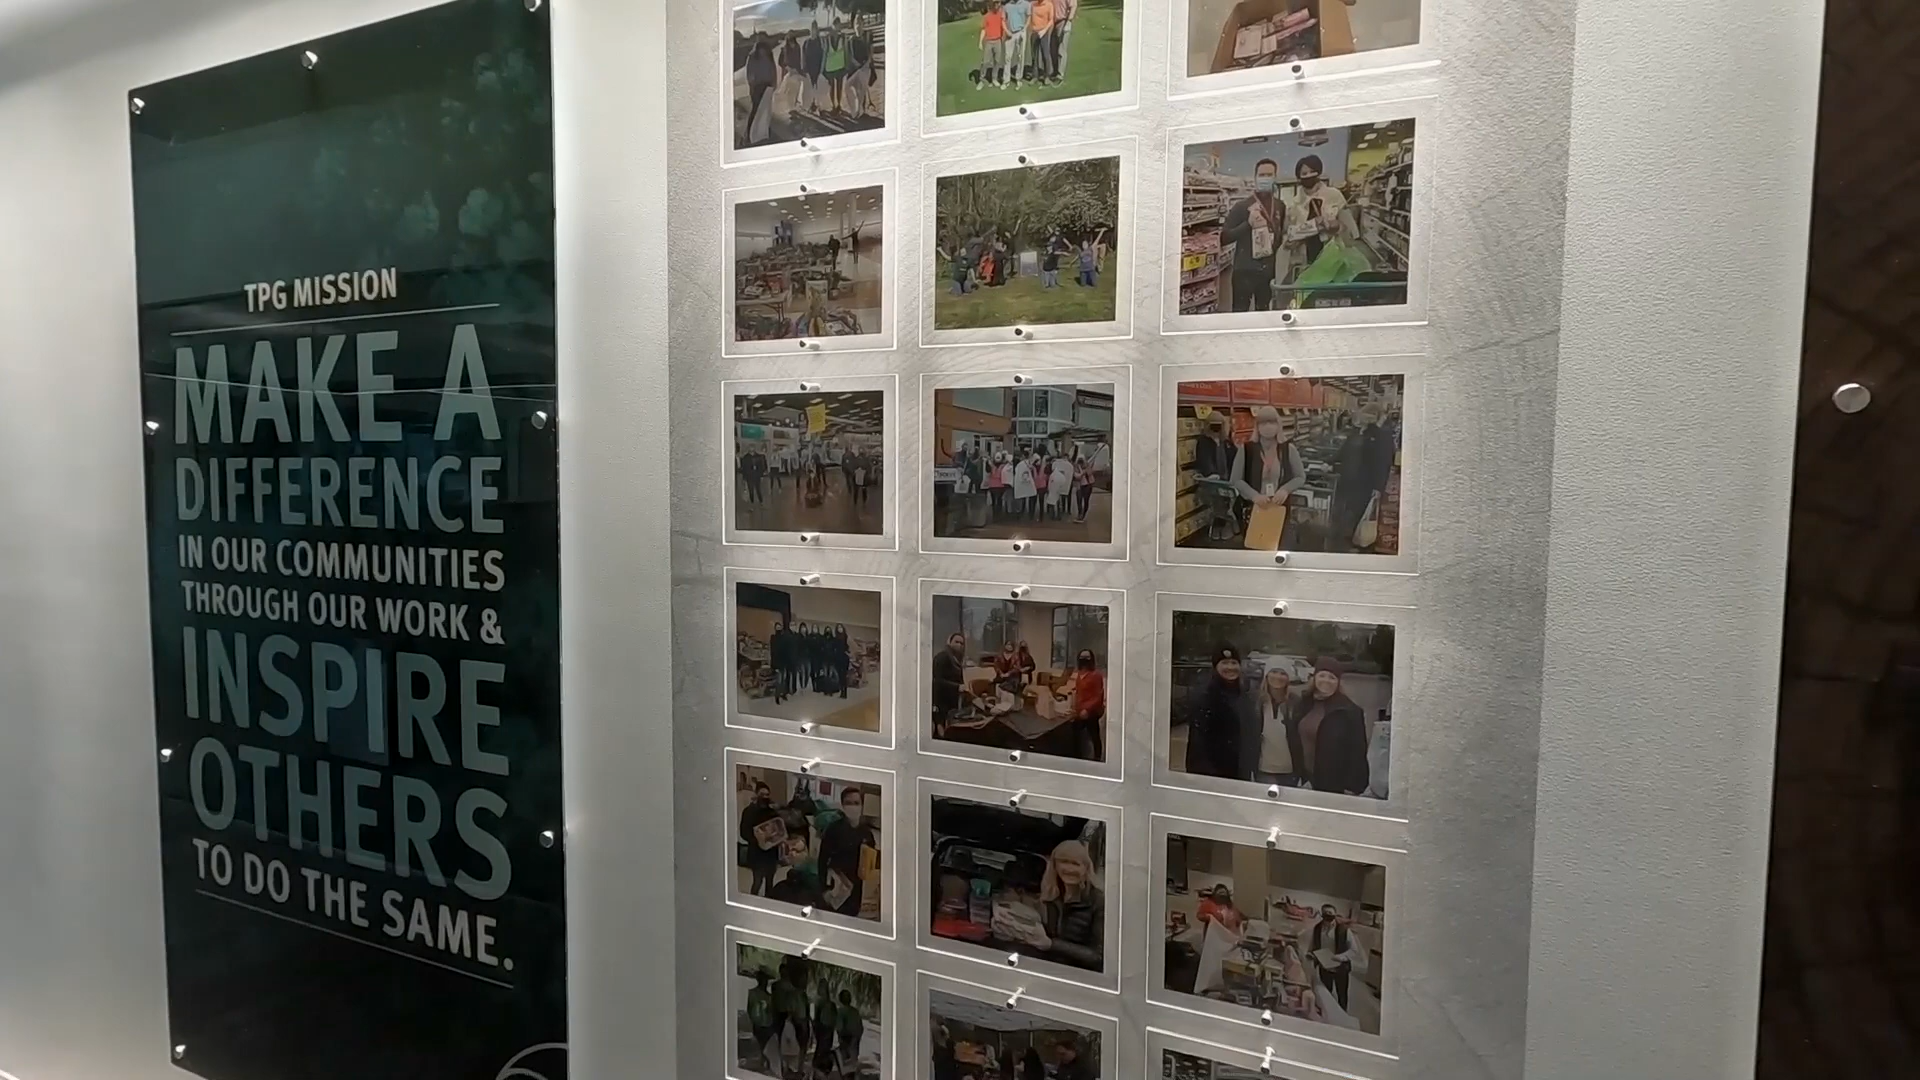 TPG MISSION
MAKE A
DIFFERENCE
IN OUR COMMUNITIES
THROUGH OUR WORK &
INSPIRE
OTHERS
TO DO THE SAME.